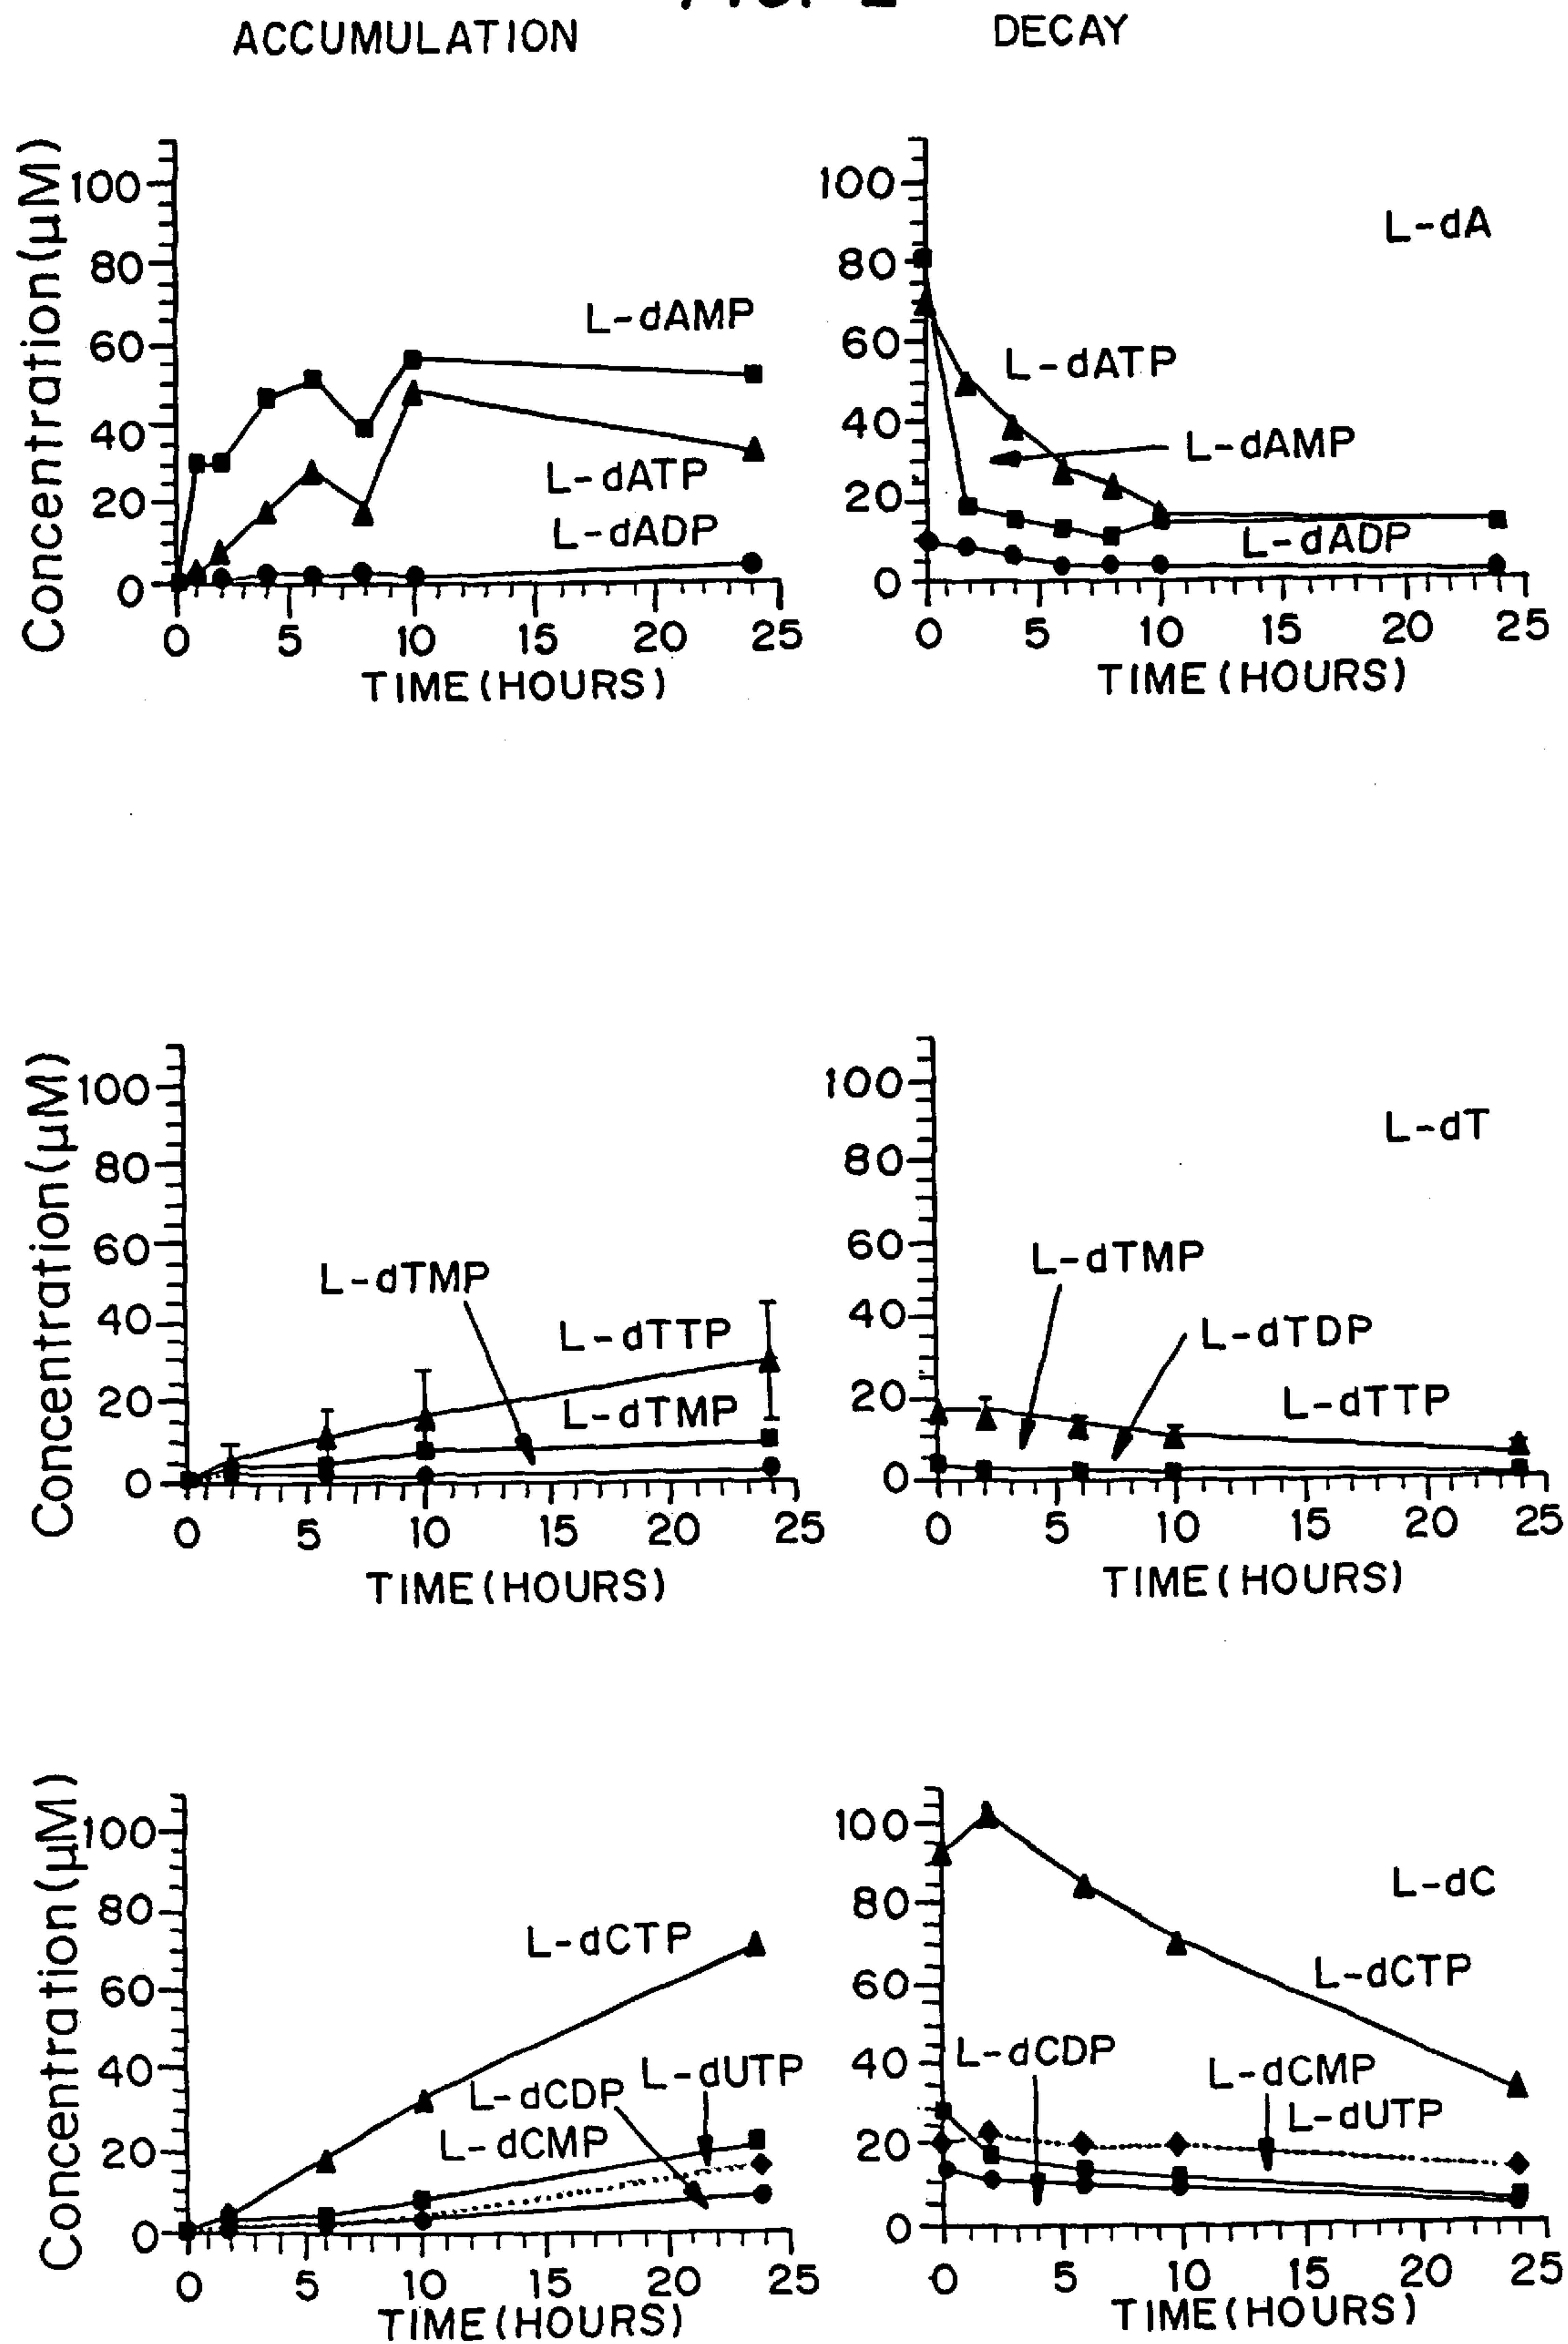 ACCUMULATION
DECAY
Concentration(μM)
100
80
60
40
20
0
L-dAMP
L-dATP
L-dADP
0 5 10 15 20 25
TIME(HOURS)
100
80
60
40
20
0
L-dA
L-dATP
L-dAMP
L-dADP
0 5 10 15 20 25
TIME(HOURS)
Concentration(μM)
100
80
60
40
20
0
L-dTMP
L-dTTP
L-dTMP
0 5 10 15 20 25
TIME(HOURS)
100
80
60
40
20
0
L-dT
L-dTMP
L-dTDP
L-dTTP
0 5 10 15 20 25
TIME(HOURS)
Concentration(μM)
100
80
60
40
20
0
L-dCTP
L-dUTP
L-dCDP
L-dCMP
0 5 10 15 20 25
TIME(HOURS)
100
80
60
40
20
0
L-dC
L-dCTP
L-dCDP
L-dCMP
L-dUTP
0 5 10 15 20 25
TIME(HOURS)